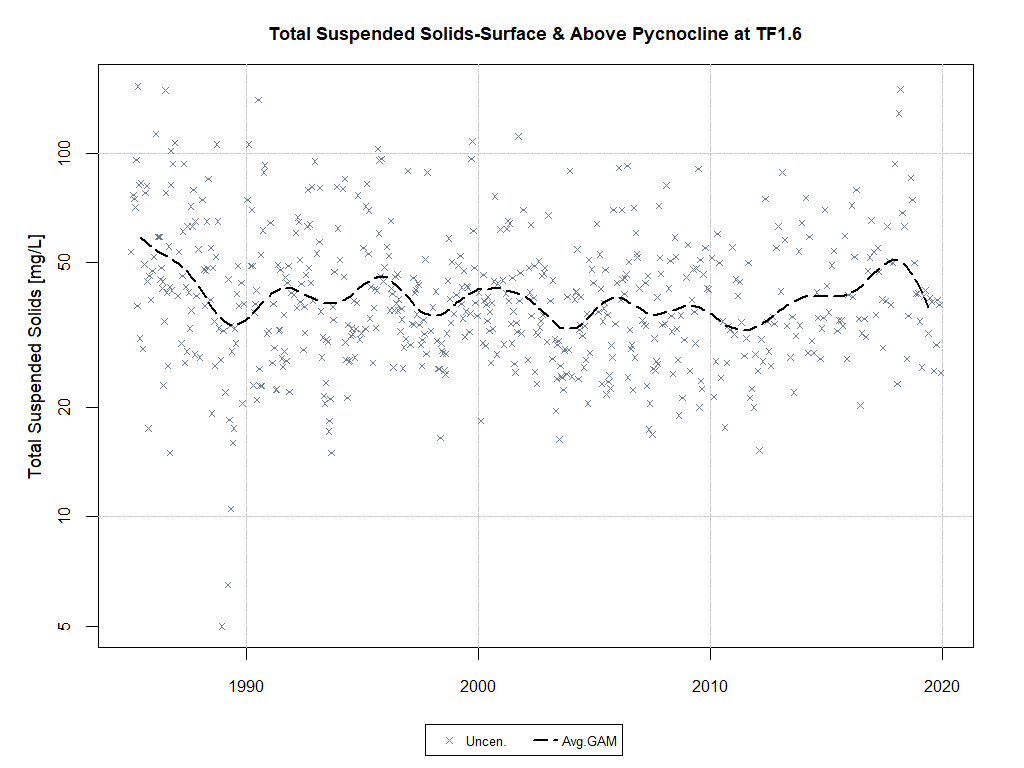 Total Suspended Solids-Surface & Above Pycnocline at TF1.6
Total Suspended Solids [mg/L]
100
50
20
10
5
1990 2000 2010 2020
Uncen. Avg.GAM